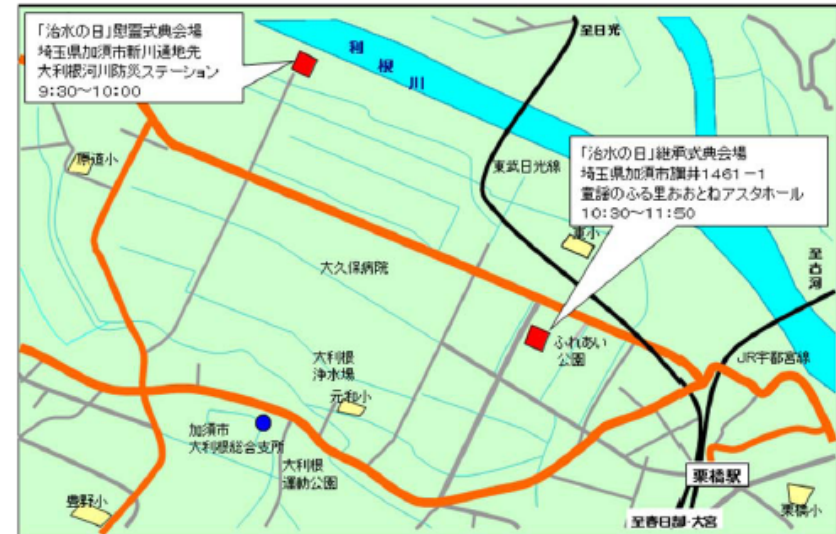 「治水の日」慰霊式典会場
埼玉県加須市新川通地先
大利根河川防災ステーション
9:30～10:00
利根川
至日光
東武日光線
「治水の日」継承式典会場
埼玉県加須市旗井1461－1
童謡のふる里おおとねアスタホール
10:30～11:50
原道小
東小
至古河
大久保病院
ふれあい
公園
JR宇都宮線
大利根
浄水場
元和小
加須市
大利根総合支所
大利根
運動公園
栗橋駅
豊野小
栗橋小
至春日部・大宮